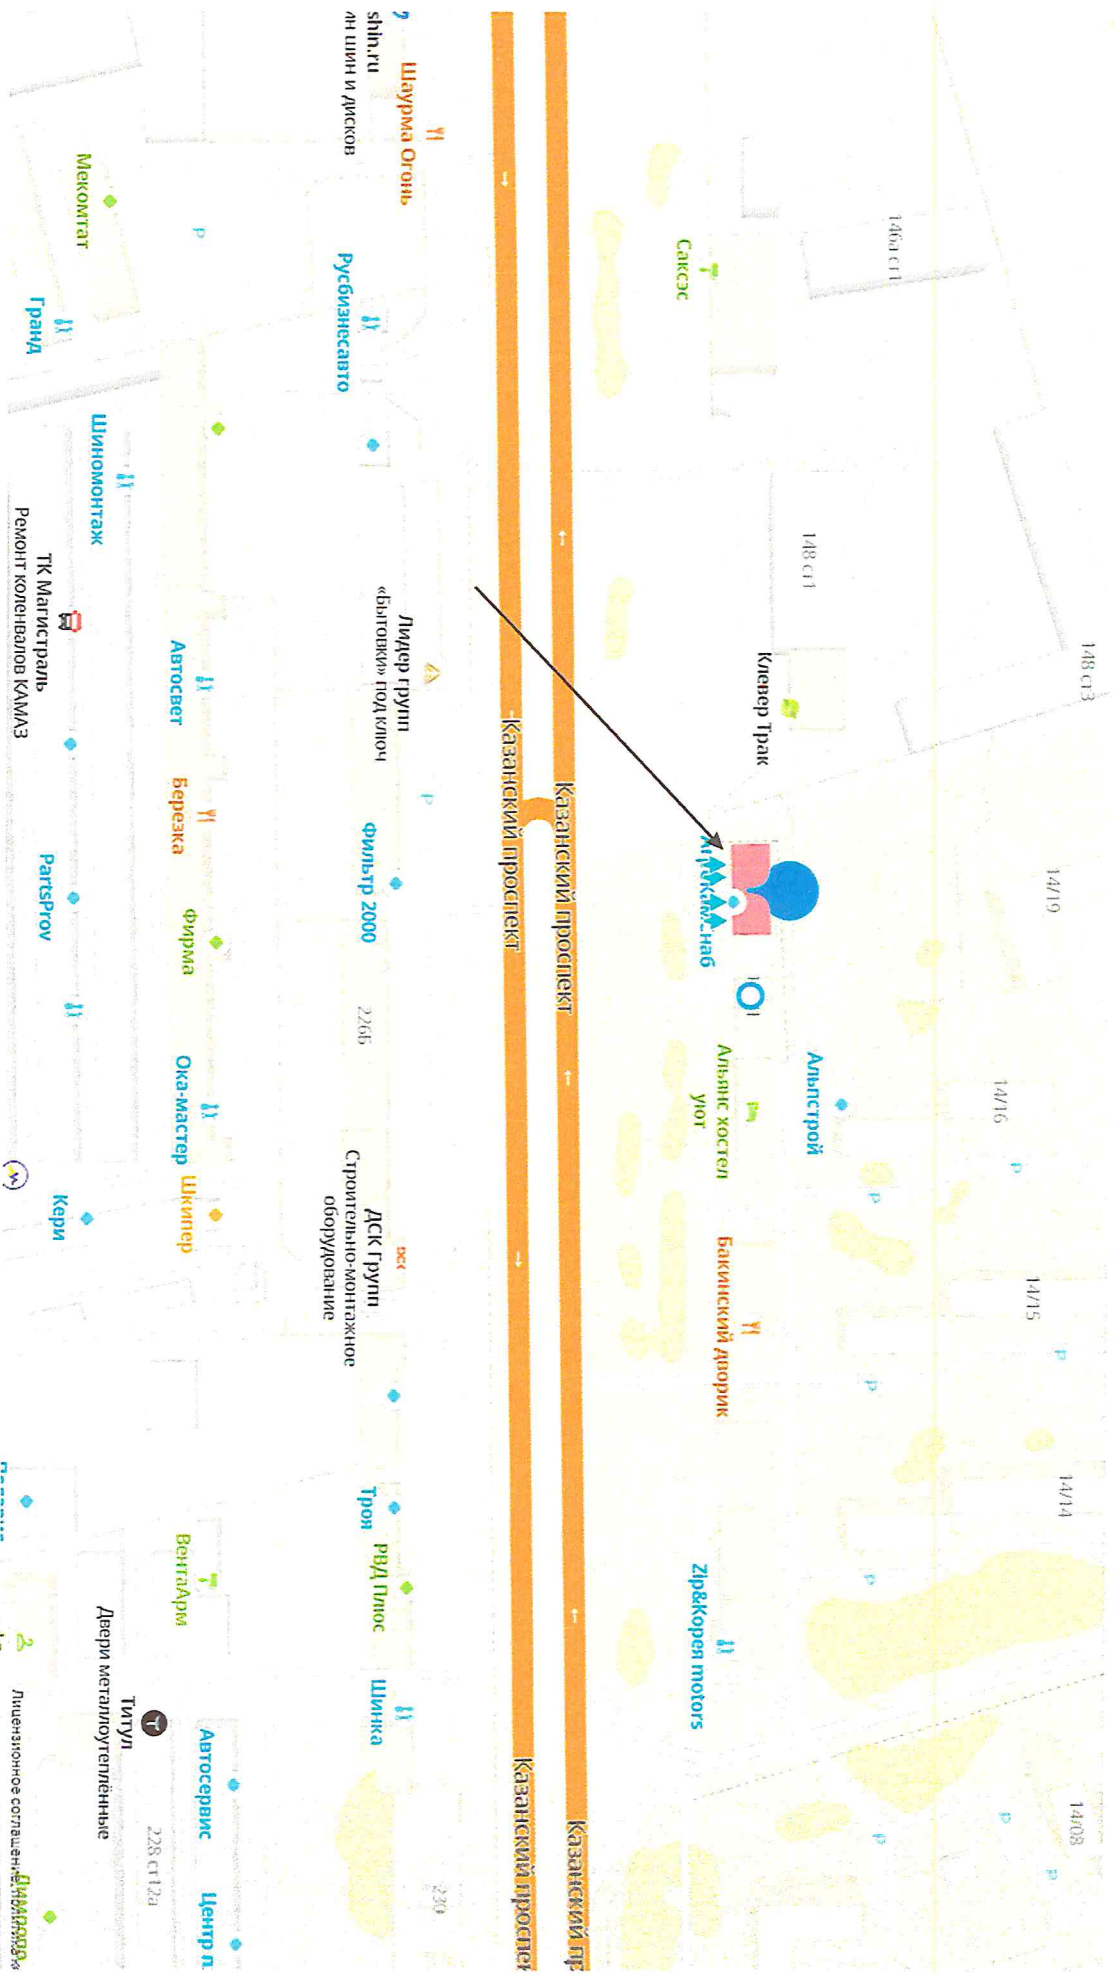 146а ст1
148 ст3
148 ст1
14/19
14/16
14/15
14/14
14/08
Саксэс
Клевер Трак
Альпстрой
Альянс хостел
уют
Бакинский дворик
Zip&Корея motors
Казанский проспект
Казанский пр
Казанский проспект
Казанский проспек
Шаурма Огонь
shin.ru
ин шин и дисков
Русбизнесавто
Лидер групп
«Бытовки» под ключ
Фильтр 2000
226Б
ДСК Групп
Строительно-монтажное
оборудование
Троя
РВД Плюс
Шинка
230
Автосвет
Березка
Фирма
Ока-мастер
Шкипер
ВентаАрм
Автосервис
Центр п
Мекомтат
Гранд
Шиномонтаж
ТК Магистраль
Ремонт коленвалов КАМАЗ
PartsProv
Кери
Титул
Двери металлоутеплённые
228 ст12а
Лицензионное соглашение